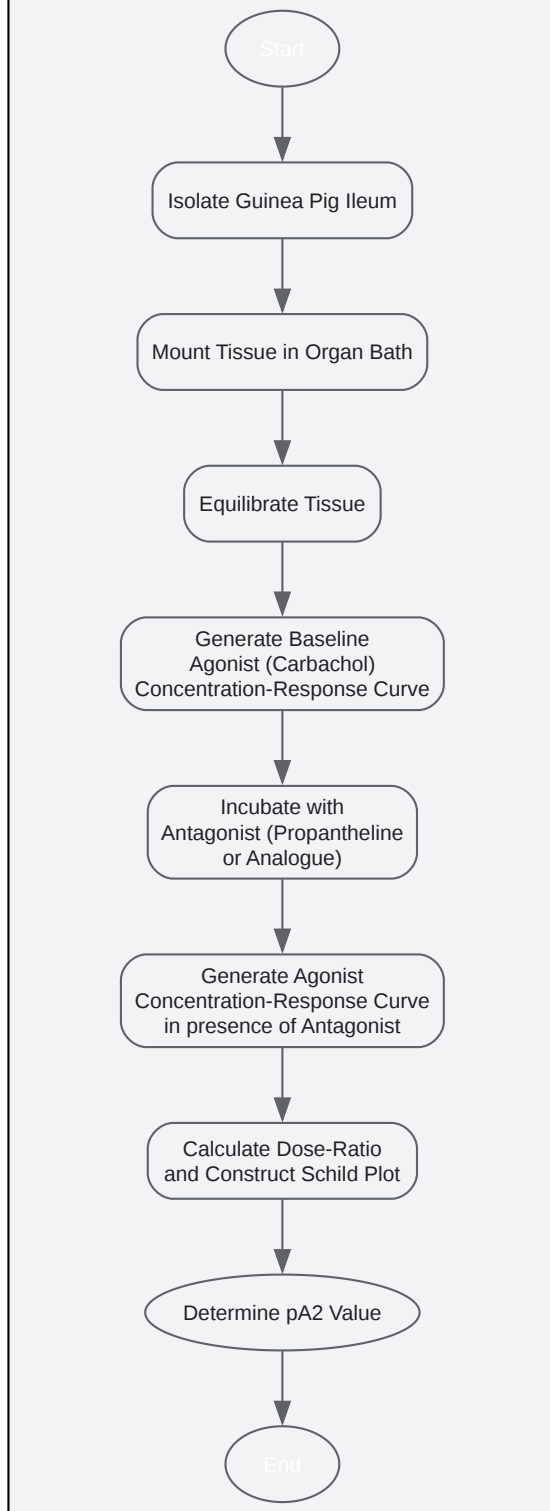 Start
Isolate Guinea Pig Ileum
Mount Tissue in Organ Bath
Equilibrate Tissue
Generate Baseline
Agonist (Carbachol)
Concentration-Response Curve
Incubate with
Antagonist (Propantheline
or Analogue)
Generate Agonist
Concentration-Response Curve
in presence of Antagonist
Calculate Dose-Ratio
and Construct Schild Plot
Determine pA2 Value
End